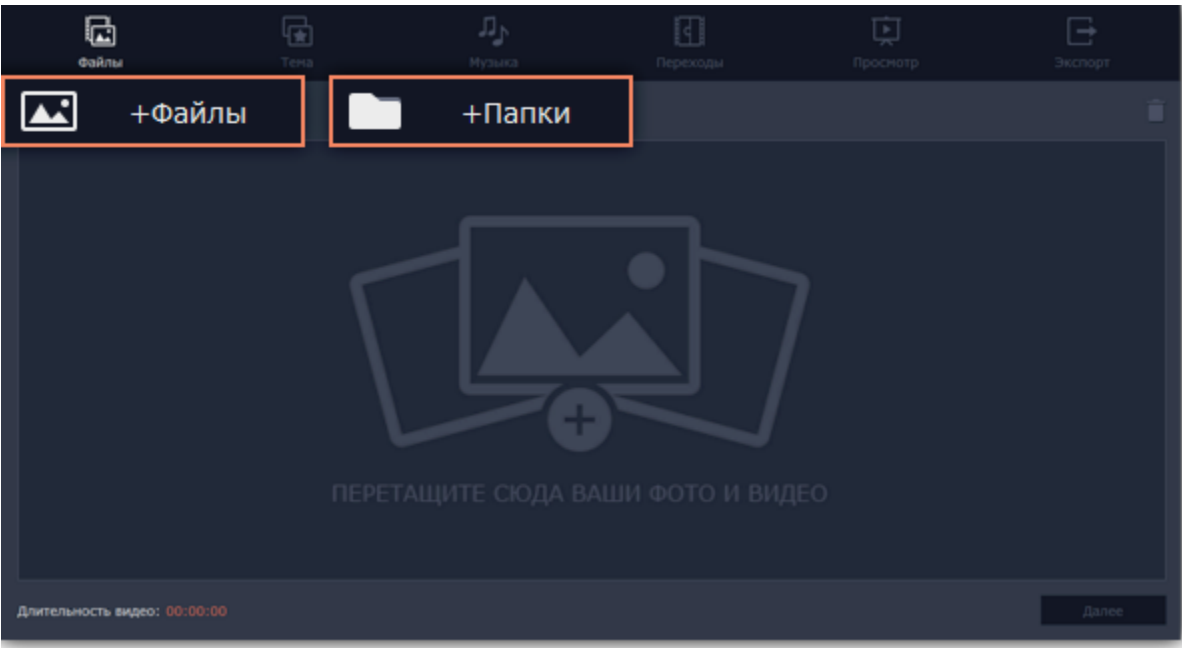 Файлы Тема Музыка Переходы Просмотр Экспорт
+Файлы +Папки
ПЕРЕТАЩИТЕ СЮДА ВАШИ ФОТО И ВИДЕО
Длительность видео: 00:00:00 Далее